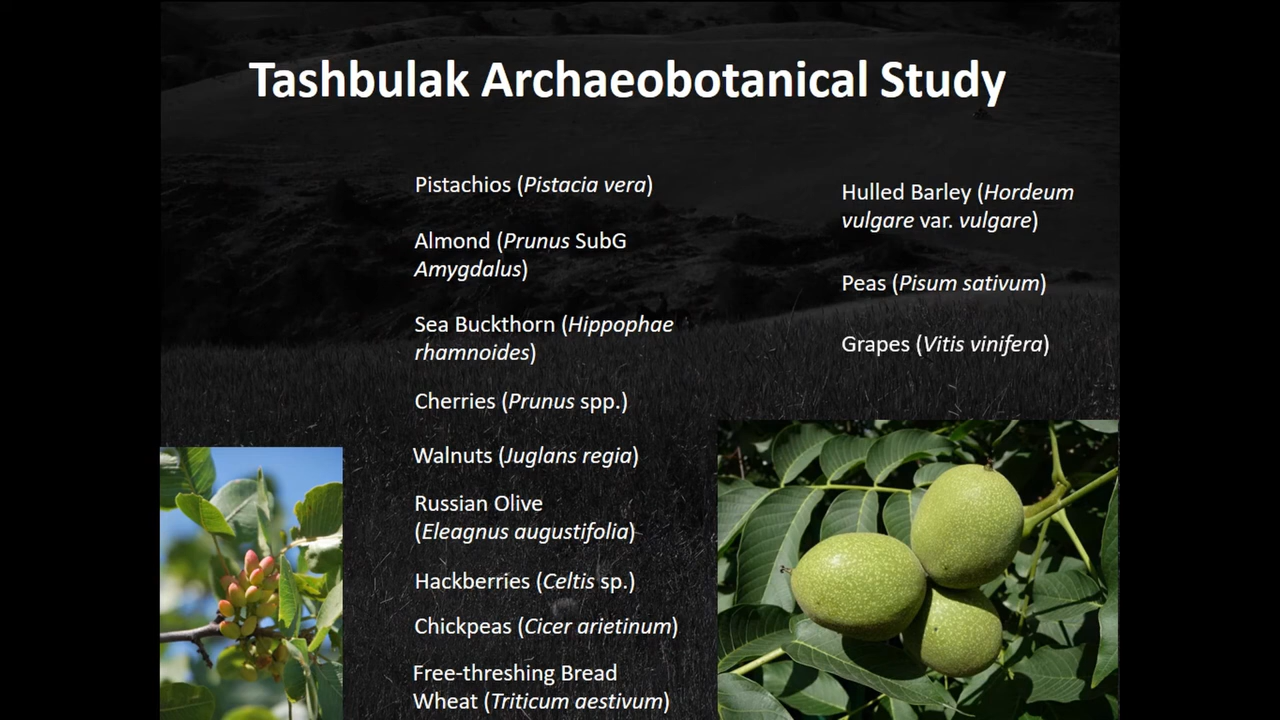 Tashbulak Archaeobotanical Study
Pistachios (Pistacia vera)
Almond (Prunus SubG
Amygdalus)
Sea Buckthorn (Hippophae
rhamnoides)
Cherries (Prunus spp.)
Walnuts (Juglans regia)
Russian Olive
(Eleagnus augustifolia)
Hackberries (Celtis sp.)
Chickpeas (Cicer arietinum)
Free-threshing Bread
Wheat (Triticum aestivum)
Hulled Barley (Hordeum
vulgare var. vulgare)
Peas (Pisum sativum)
Grapes (Vitis vinifera)